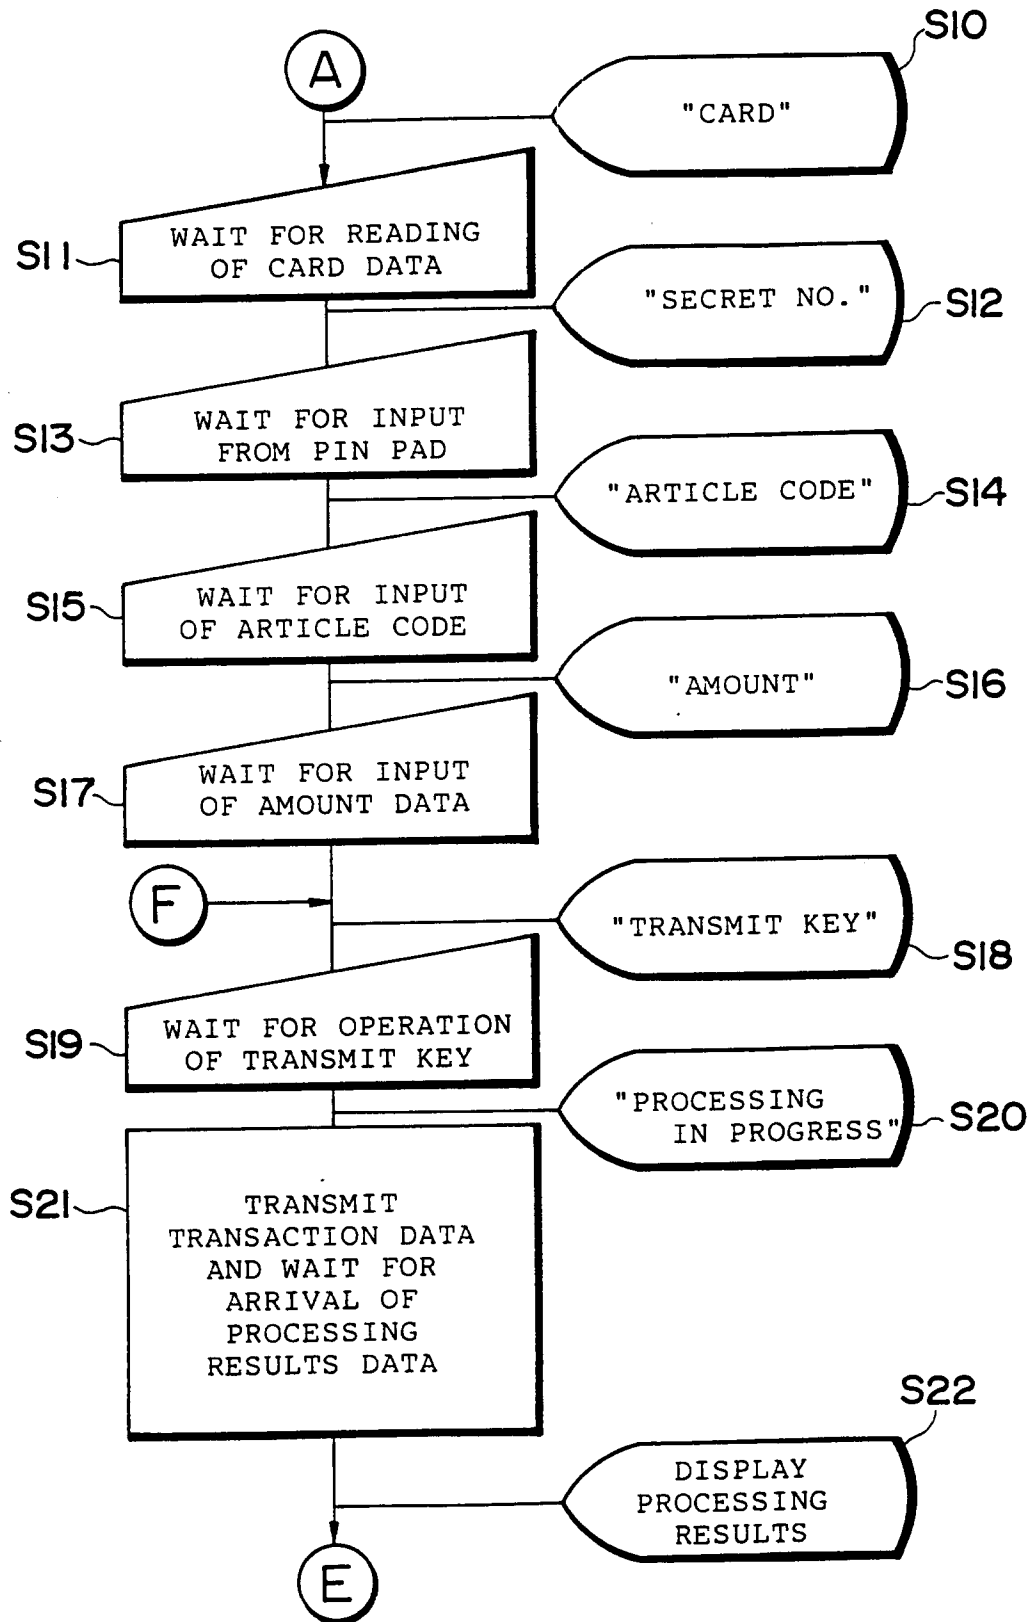 A
S10
"CARD"
S11
WAIT FOR READING
OF CARD DATA
"SECRET NO."
S12
S13
WAIT FOR INPUT
FROM PIN PAD
"ARTICLE CODE"
S14
S15
WAIT FOR INPUT
OF ARTICLE CODE
"AMOUNT"
S16
S17
WAIT FOR INPUT
OF AMOUNT DATA
F
"TRANSMIT KEY"
S18
S19
WAIT FOR OPERATION
OF TRANSMIT KEY
"PROCESSING
IN PROGRESS"
S20
S21
TRANSMIT
TRANSACTION DATA
AND WAIT FOR
ARRIVAL OF
PROCESSING
RESULTS DATA
S22
DISPLAY
PROCESSING
RESULTS
E